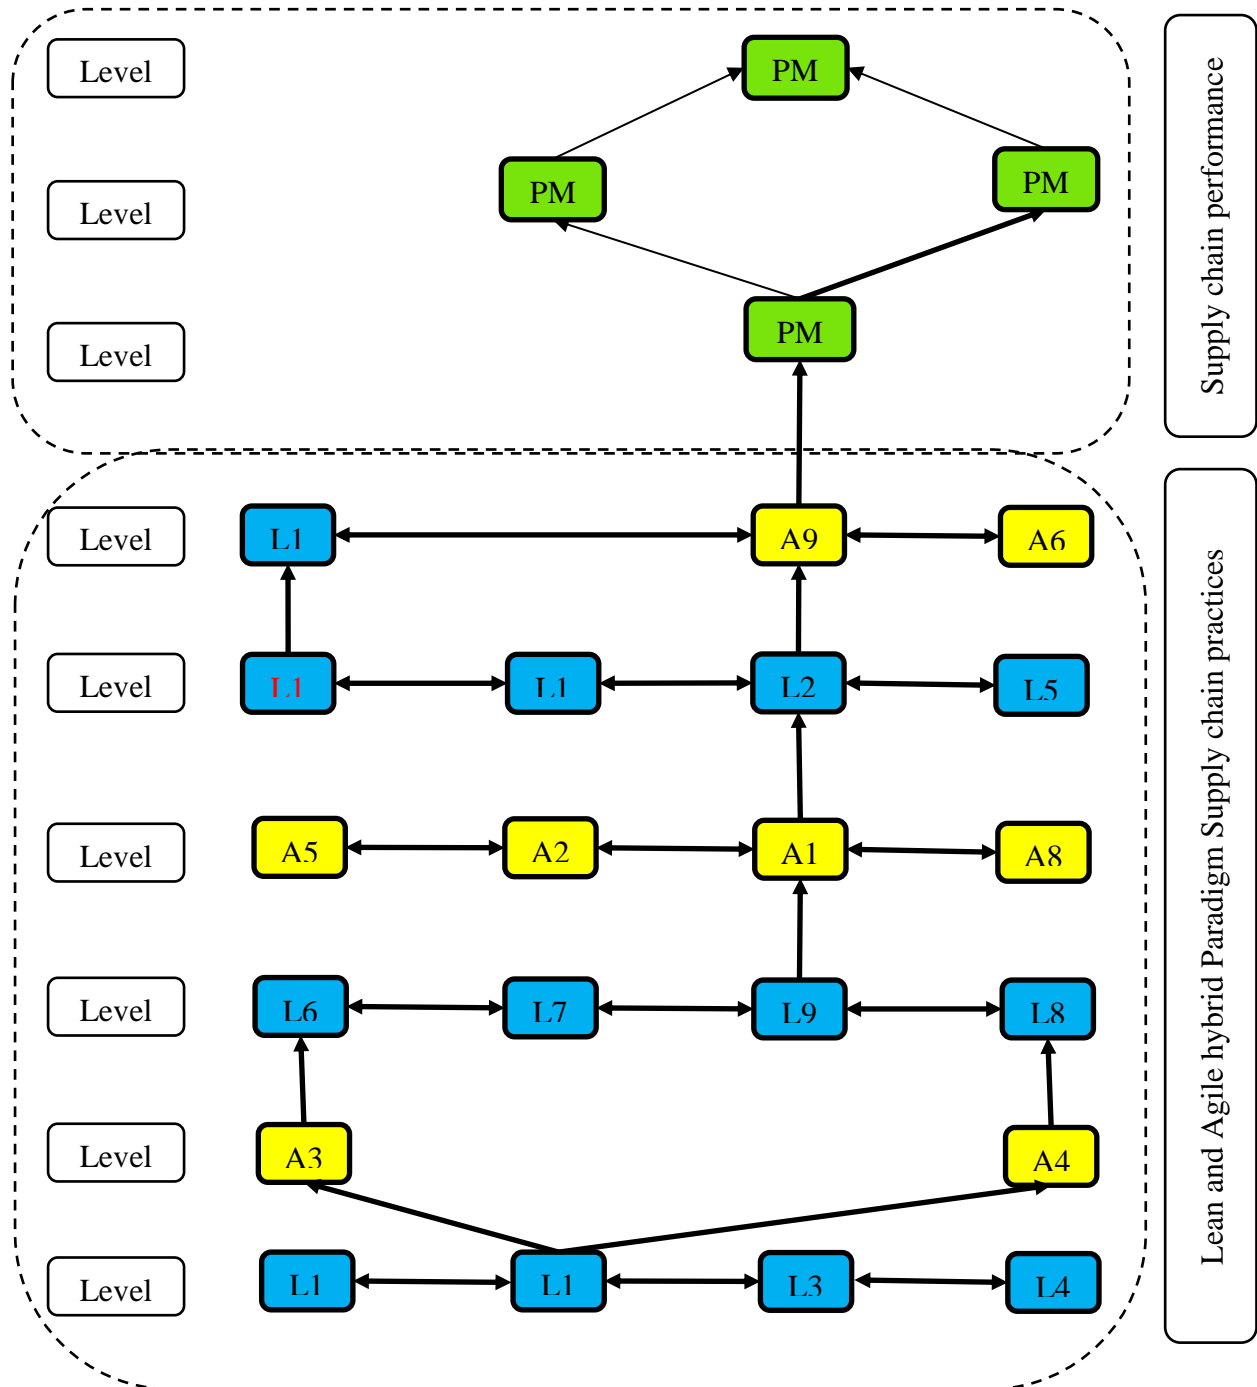 Level
PM
Level
PM
PM
Level
PM
Supply chain performance
Level
L1
A9
A6
Level
L1
L1
L2
L5
Level
A5
A2
A1
A8
Level
L6
L7
L9
L8
Level
A3
A4
Level
L1
L1
L3
L4
Lean and Agile hybrid Paradigm Supply chain practices